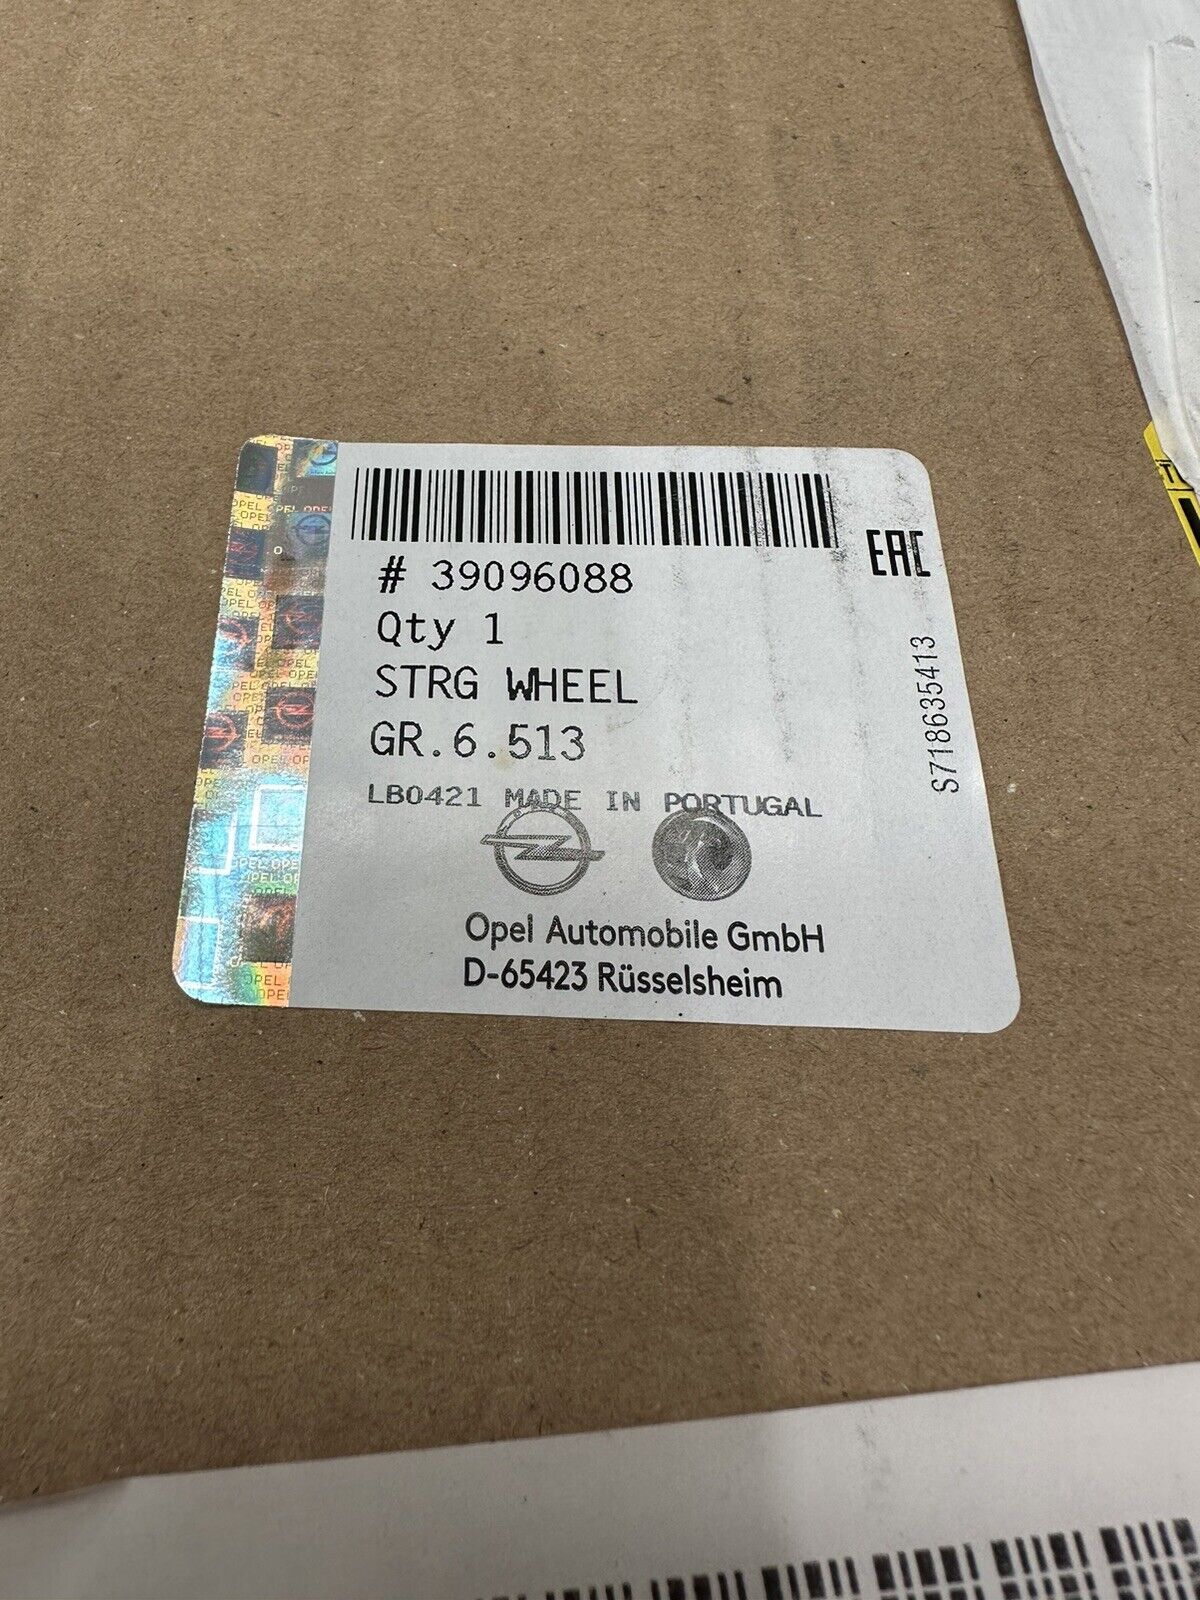 # 39096088
Qty 1
STRG WHEEL
GR.6.513
LB0421 MADE IN PORTUGAL
Opel Automobile GmbH
D-65423 Rüsselsheim
EAC
S718635413
OPEL